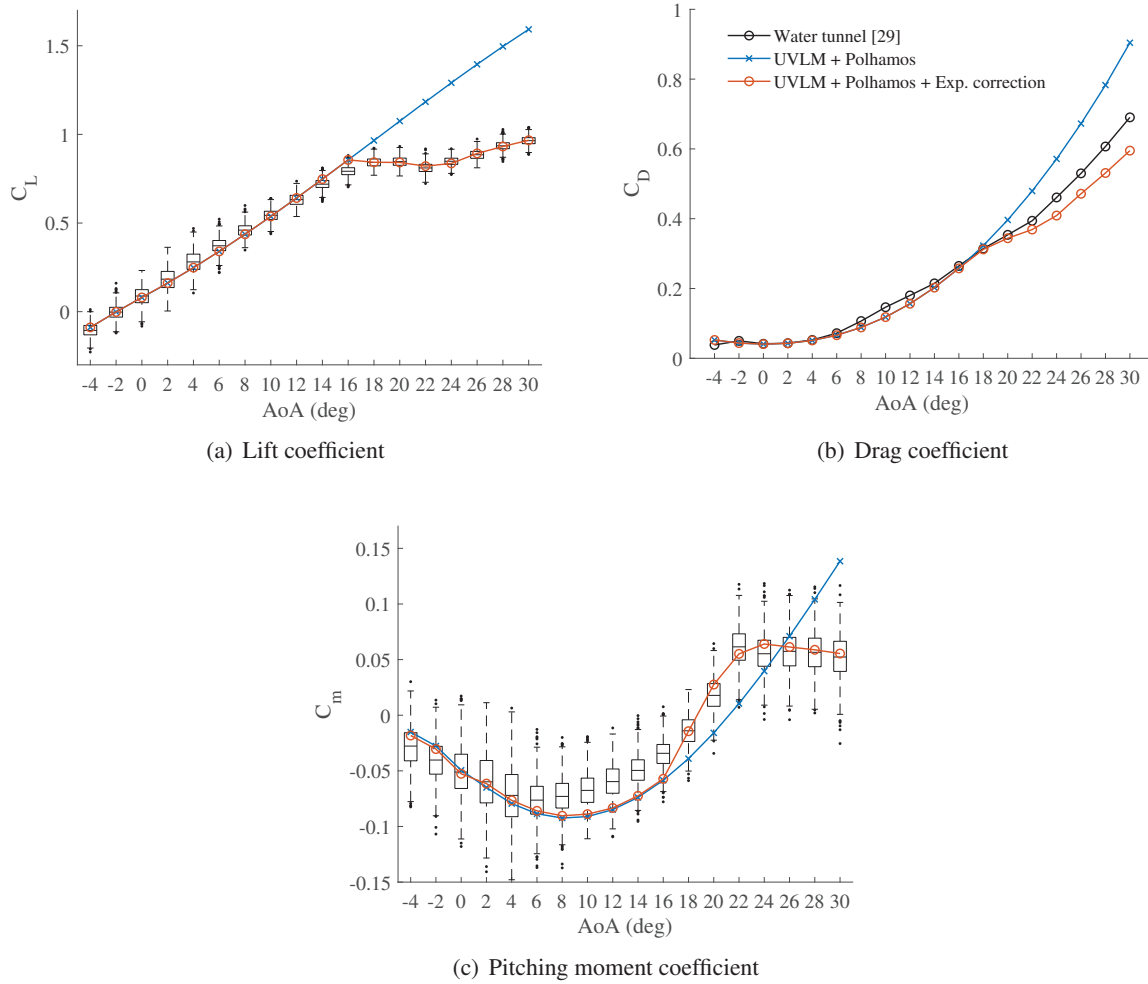 1.5
1
0.5
0
C_L
-4 -2 0 2 4 6 8 10 12 14 16 18 20 22 24 26 28 30
AoA (deg)
(a) Lift coefficient
1
0.8
0.6
0.4
0.2
0
C_D
Water tunnel [29]
UVLM + Polhamos
UVLM + Polhamos + Exp. correction
-4 -2 0 2 4 6 8 10 12 14 16 18 20 22 24 26 28 30
AoA (deg)
(b) Drag coefficient
0.15
0.1
0.05
0
-0.05
-0.1
-0.15
C_m
-4 -2 0 2 4 6 8 10 12 14 16 18 20 22 24 26 28 30
AoA (deg)
(c) Pitching moment coefficient